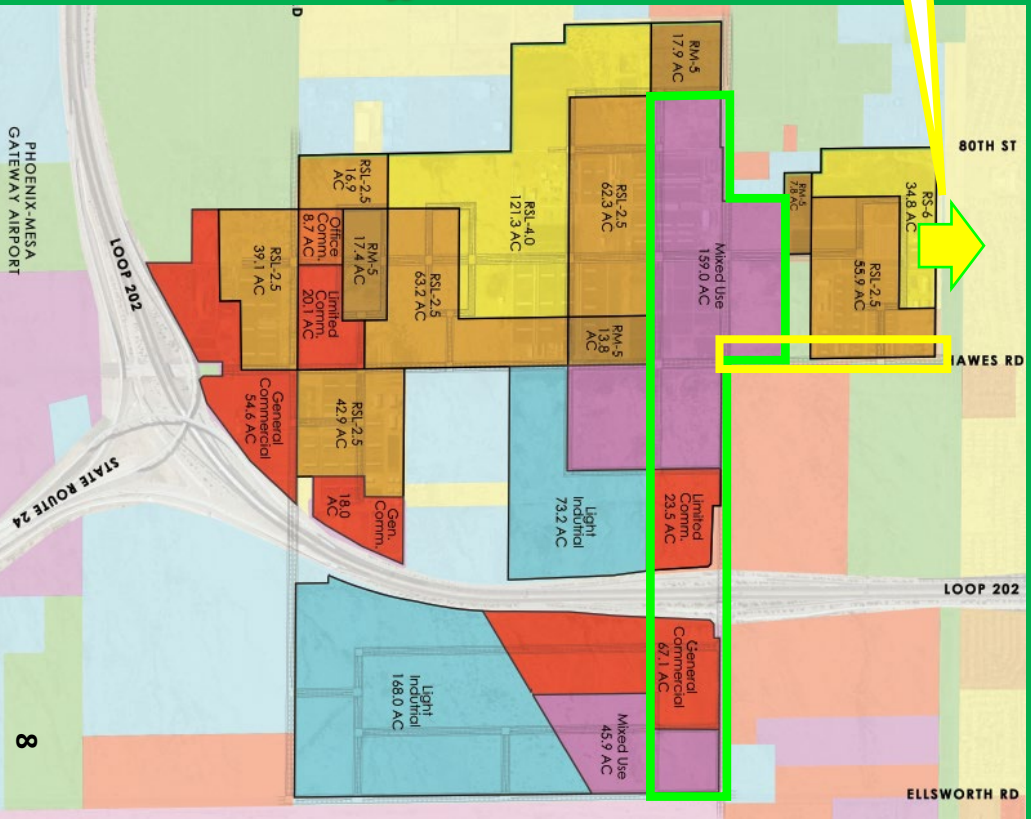 D
80TH ST
HAWES RD
LOOP 202
ELLSWORTH RD
PHOENIX-MESA
GATEWAY AIRPORT
LOOP 202
STATE ROUTE 24
RM-5
17.9 AC
RSL-2.5
16.9
AC
RSL-4.0
121.3 AC
RSL-2.5
62.3 AC
Mixed Use
159.0 AC
RM-5
7.8 AC
RS-6
34.8 AC
RSL-2.5
55.9 AC
RSL-2.5
39.1 AC
Office
Comm.
8.7 AC
RM-5
17.4 AC
Limited
Comm.
20.1 AC
RSL-2.5
63.2 AC
RM-5
13.8
AC
General
Commercial
54.6 AC
RSL-2.5
42.9 AC
Gen.
Comm.
18.0
AC
Light
Indutrial
73.2 AC
Limited
Comm.
23.5 AC
General
Commercial
67.1 AC
Light
Indutrial
168.0 AC
Mixed Use
45.9 AC
8